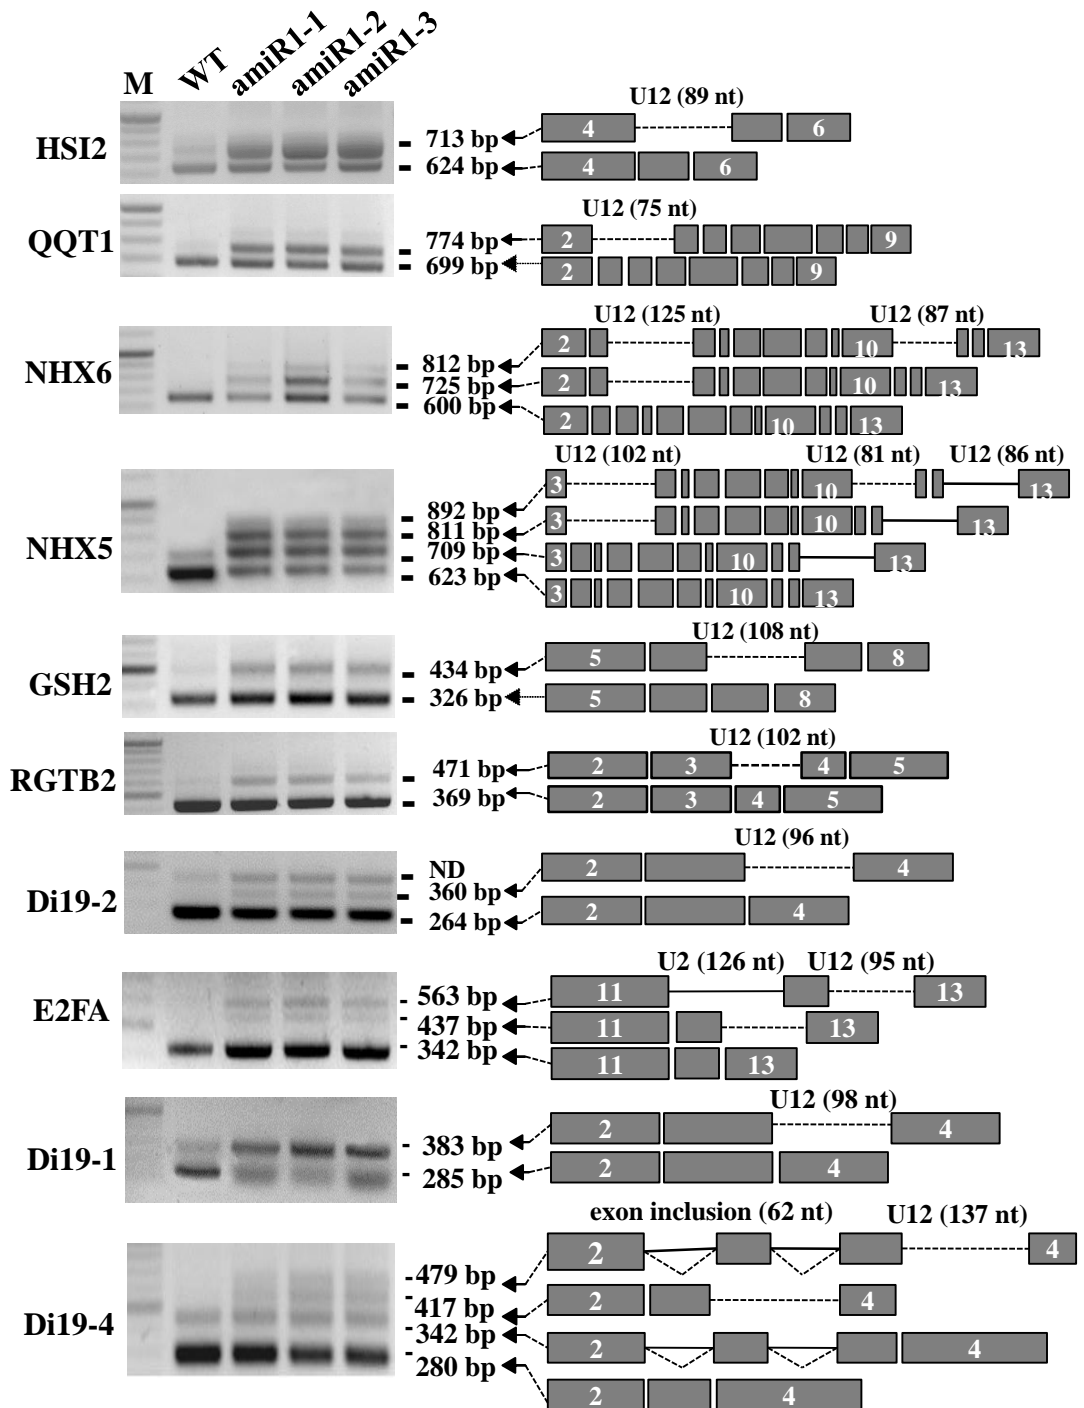 M WT amiR1-1 amiR1-2 amiR1-3
U12 (89 nt)
HSI2
713 bp
4 6
624 bp
4 6
U12 (75 nt)
QQT1
774 bp
2 9
699 bp
2 9
U12 (125 nt) U12 (87 nt)
NHX6
812 bp
2 10 13
725 bp
2 10 13
600 bp
2 10 13
U12 (102 nt) U12 (81 nt) U12 (86 nt)
NHX5
892 bp
3 10 13
811 bp
3 10 13
709 bp
3 10 13
623 bp
3 10 13
U12 (108 nt)
GSH2
434 bp
5 8
326 bp
5 8
U12 (102 nt)
RGTB2
471 bp
2 3 4 5
369 bp
2 3 4 5
U12 (96 nt)
Di19-2
ND
360 bp
2 4
264 bp
2 4
U2 (126 nt) U12 (95 nt)
E2FA
563 bp
11 13
437 bp
11 13
342 bp
11 13
U12 (98 nt)
Di19-1
383 bp
2 4
285 bp
2 4
exon inclusion (62 nt) U12 (137 nt)
Di19-4
479 bp
2 4
417 bp
2 4
342 bp
2 4
280 bp
2 4